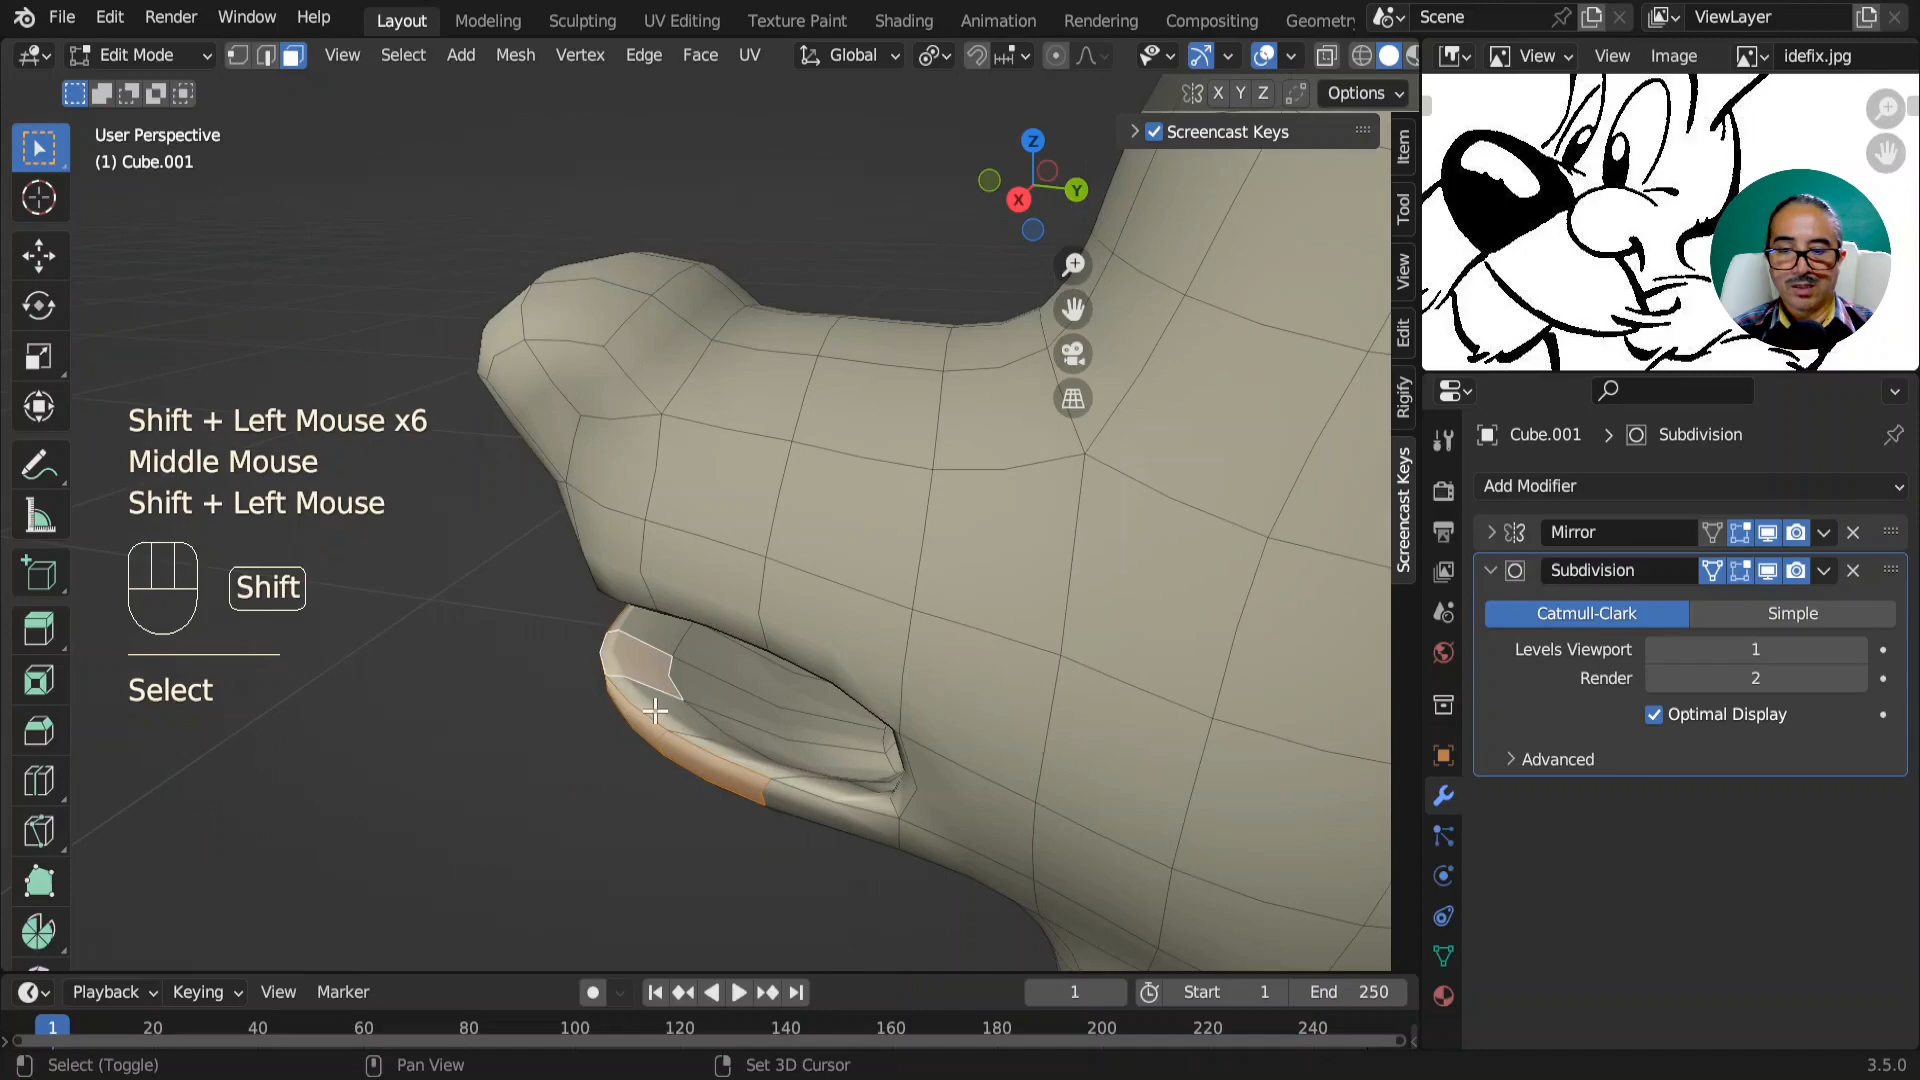 File Edit Render Window Help Layout Modeling Sculpting UV Editing Texture Paint Shading Animation Rendering Compositing Geometr Scene ViewLayer
Edit Mode View Select Add Mesh Vertex Edge Face UV Global View View Image idefix.jpg
X Y Z Options
User Perspective
(1) Cube.001
Screencast Keys
Z
Y
X
Item
Tool
View
Edit
Rigify
Screencast Keys
Shift + Left Mouse x6
Middle Mouse
Shift + Left Mouse
Shift
Select
Cube.001 > Subdivision
Add Modifier
Mirror
Subdivision
Catmull-Clark Simple
Levels Viewport 1
Render 2
Optimal Display
Advanced
Playback Keying View Marker 1 Start 1 End 250
1 20 40 60 80 100 120 140 160 180 200 220 240
Select (Toggle) Pan View Set 3D Cursor 3.5.0